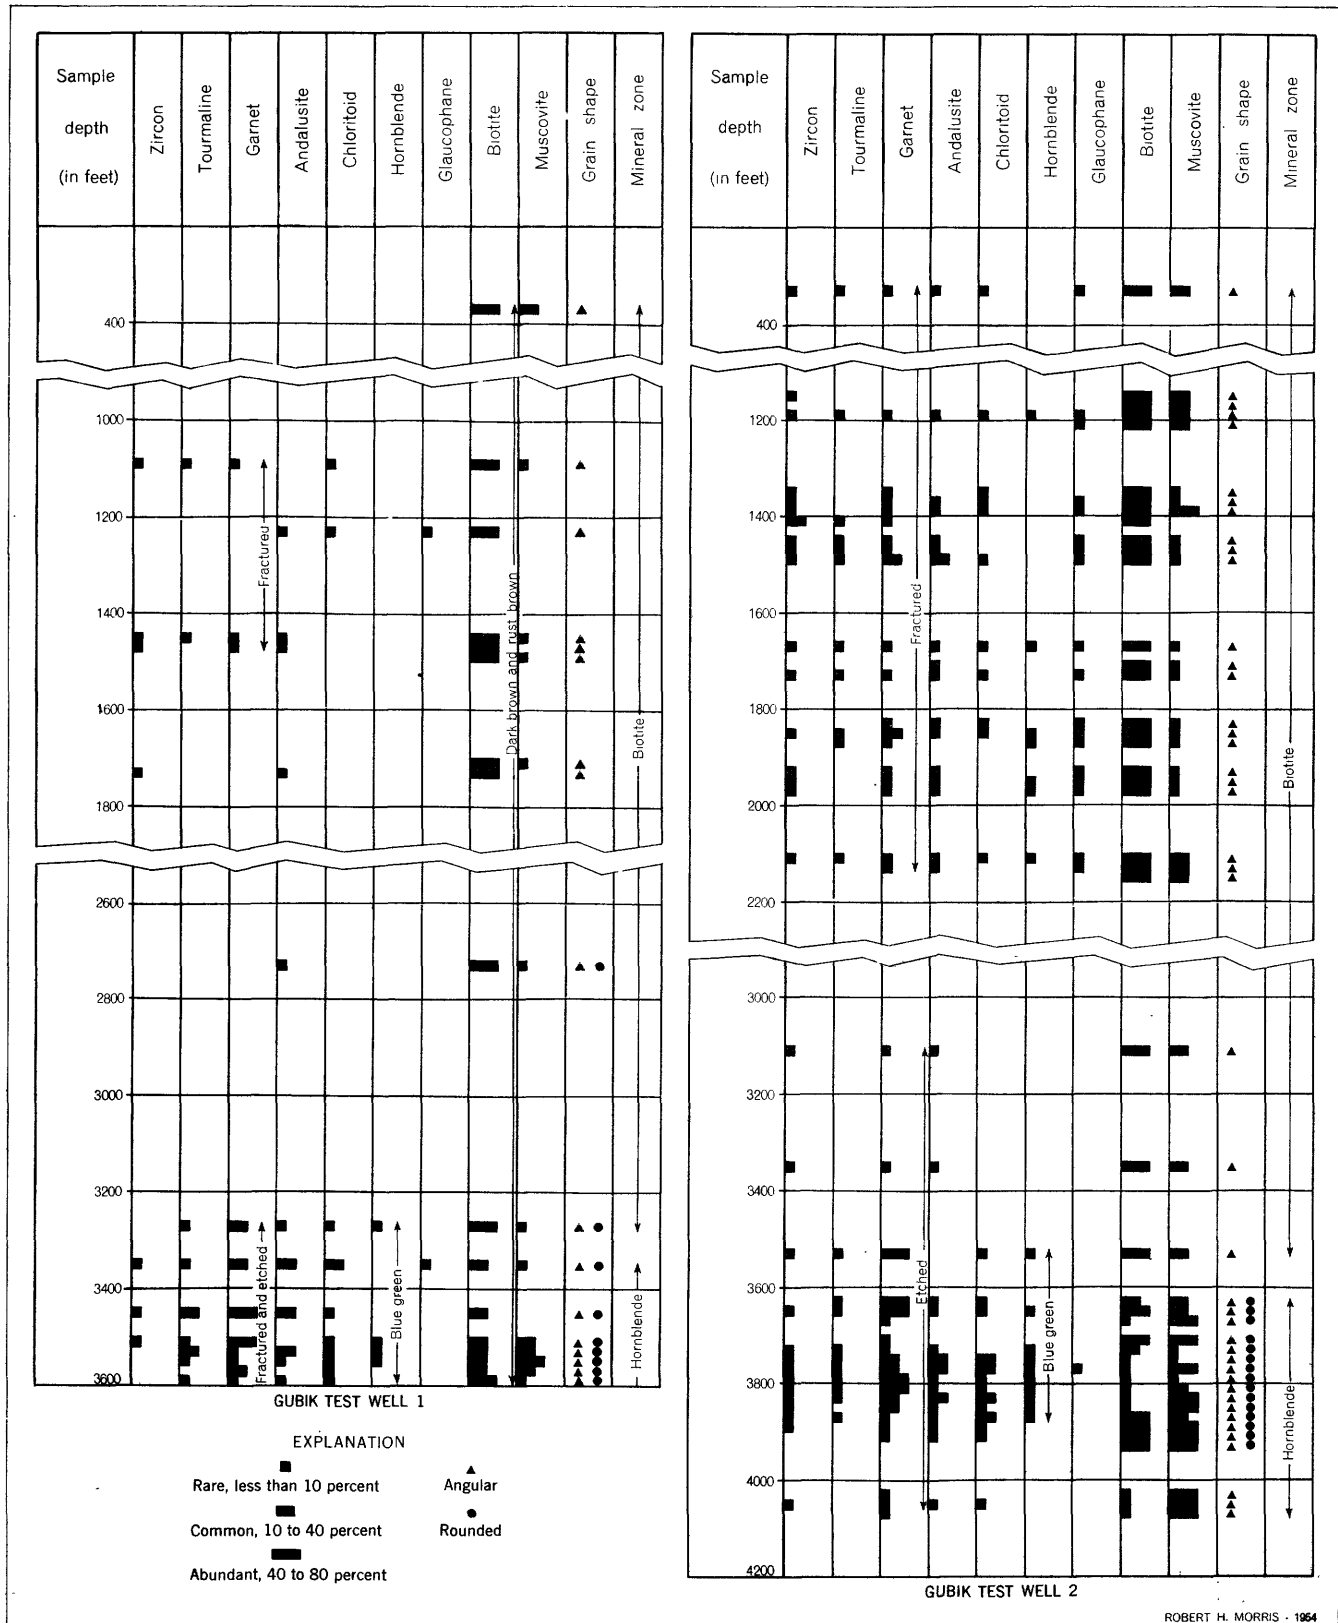 Sample
depth
(in feet)
Zircon
Tourmaline
Garnet
Andalusite
Chloritoid
Hornblende
Glaucophane
Biotite
Muscovite
Grain shape
Mineral zone
400
1000
1200
1400
1600
1800
2600
2800
3000
3200
3400
3600
Fractured
Fractured and etched
Blue green
Dark brown and rust brown
Biotite
Hornblende
GUBIK TEST WELL 1
EXPLANATION
Rare, less than 10 percent
Common, 10 to 40 percent
Abundant, 40 to 80 percent
Angular
Rounded
Sample
depth
(in feet)
Zircon
Tourmaline
Garnet
Andalusite
Chloritoid
Hornblende
Glaucophane
Biotite
Muscovite
Grain shape
Mineral zone
400
1200
1400
1600
1800
2000
2200
3000
3200
3400
3600
3800
4000
4200
Fractured
Etched
Blue green
Biotite
Hornblende
GUBIK TEST WELL 2
ROBERT H. MORRIS · 1954